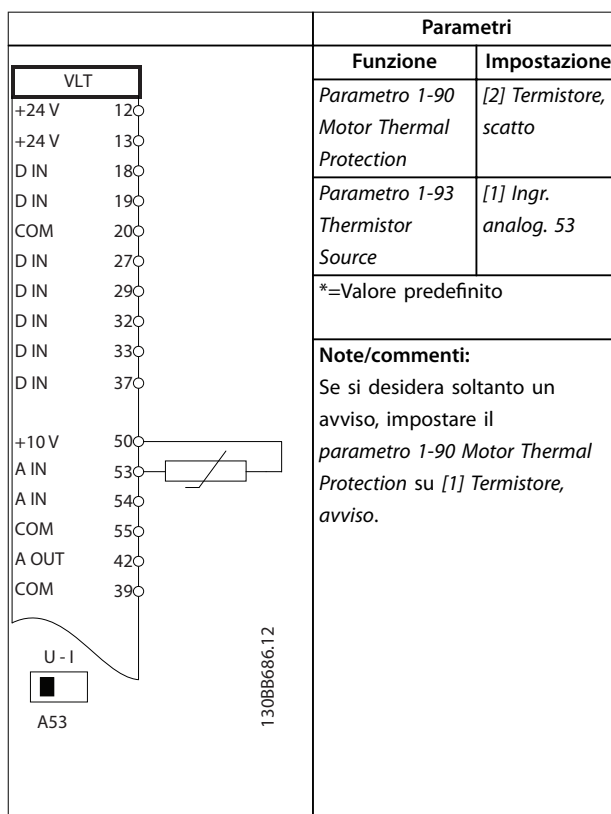 Parametri
Funzione Impostazione
Parametro 1-90 [2] Termistore,
Motor Thermal scatto
Protection
Parametro 1-93 [1] Ingr.
Thermistor analog. 53
Source
*=Valore predefinito
Note/commenti:
Se si desidera soltanto un
avviso, impostare il
parametro 1-90 Motor Thermal
Protection su [1] Termistore,
avviso.
VLT
+24 V 12
+24 V 13
D IN 18
D IN 19
COM 20
D IN 27
D IN 29
D IN 32
D IN 33
D IN 37
+10 V 50
A IN 53
A IN 54
COM 55
A OUT 42
COM 39
U - I
A53
130BB686.12